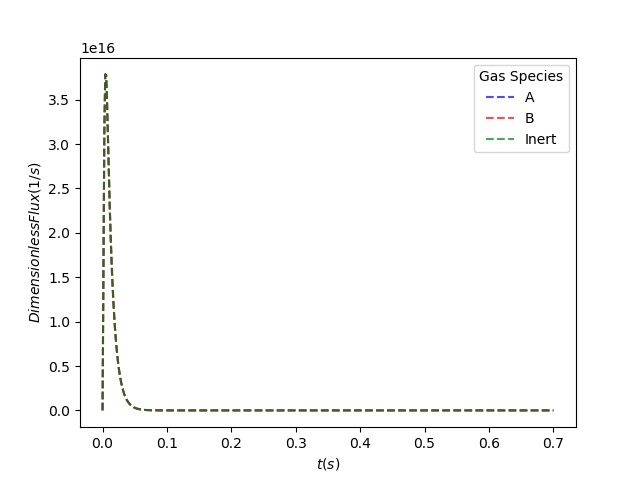 1e16
Gas Species
A
B
Inert
3.5
3.0
2.5
2.0
1.5
1.0
0.5
0.0
DimensionlessFlux(1/s)
0.0 0.1 0.2 0.3 0.4 0.5 0.6 0.7
t(s)